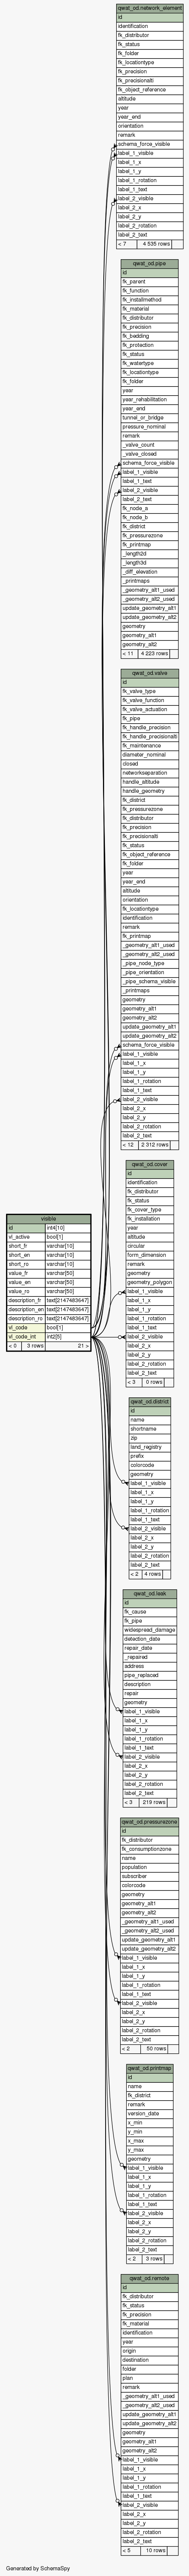 qwat_od.network_element
id
identification
fk_distributor
fk_status
fk_folder
fk_locationtype
fk_precision
fk_precisionalti
fk_object_reference
altitude
year
year_end
orientation
remark
schema_force_visible
label_1_visible
label_1_x
label_1_y
label_1_rotation
label_1_text
label_2_visible
label_2_x
label_2_y
label_2_rotation
label_2_text
< 7 4 535 rows
qwat_od.pipe
id
fk_parent
fk_function
fk_installmethod
fk_material
fk_distributor
fk_precision
fk_bedding
fk_protection
fk_status
fk_watertype
fk_locationtype
fk_folder
year
year_rehabilitation
year_end
tunnel_or_bridge
pressure_nominal
remark
_valve_count
_valve_closed
schema_force_visible
label_1_visible
label_1_text
label_2_visible
label_2_text
fk_node_a
fk_node_b
fk_district
fk_pressurezone
fk_printmap
_length2d
_length3d
_diff_elevation
_printmaps
_geometry_alt1_used
_geometry_alt2_used
update_geometry_alt1
update_geometry_alt2
geometry
geometry_alt1
geometry_alt2
< 11 4 223 rows
qwat_od.valve
id
fk_valve_type
fk_valve_function
fk_valve_actuation
fk_pipe
fk_handle_precision
fk_handle_precisionalti
fk_maintenance
diameter_nominal
closed
networkseparation
handle_altitude
handle_geometry
fk_district
fk_pressurezone
fk_distributor
fk_precision
fk_precisionalti
fk_status
fk_object_reference
fk_folder
year
year_end
altitude
orientation
fk_locationtype
identification
remark
fk_printmap
_geometry_alt1_used
_geometry_alt2_used
_pipe_node_type
_pipe_orientation
_pipe_schema_visible
_printmaps
geometry
geometry_alt1
geometry_alt2
update_geometry_alt1
update_geometry_alt2
schema_force_visible
label_1_visible
label_1_x
label_1_y
label_1_rotation
label_1_text
label_2_visible
label_2_x
label_2_y
label_2_rotation
label_2_text
< 12 2 312 rows
visible
id int4[10]
vl_active bool[1]
short_fr varchar[10]
short_en varchar[10]
short_ro varchar[10]
value_fr varchar[50]
value_en varchar[50]
value_ro varchar[50]
description_fr text[2147483647]
description_en text[2147483647]
description_ro text[2147483647]
vl_code bool[1]
vl_code_int int2[5]
< 0 3 rows 21 >
qwat_od.cover
id
identification
fk_distributor
fk_status
fk_cover_type
fk_installation
year
altitude
circular
form_dimension
remark
geometry
geometry_polygon
label_1_visible
label_1_x
label_1_y
label_1_rotation
label_1_text
label_2_visible
label_2_x
label_2_y
label_2_rotation
label_2_text
< 3 0 rows
qwat_od.district
id
name
shortname
zip
land_registry
prefix
colorcode
geometry
label_1_visible
label_1_x
label_1_y
label_1_rotation
label_1_text
label_2_visible
label_2_x
label_2_y
label_2_rotation
label_2_text
< 2 4 rows
qwat_od.leak
id
fk_cause
fk_pipe
widespread_damage
detection_date
repair_date
_repaired
address
pipe_replaced
description
repair
geometry
label_1_visible
label_1_x
label_1_y
label_1_rotation
label_1_text
label_2_visible
label_2_x
label_2_y
label_2_rotation
label_2_text
< 3 219 rows
qwat_od.pressurezone
id
fk_distributor
fk_consumptionzone
name
population
subscriber
colorcode
geometry
geometry_alt1
geometry_alt2
_geometry_alt1_used
_geometry_alt2_used
update_geometry_alt1
update_geometry_alt2
label_1_visible
label_1_x
label_1_y
label_1_rotation
label_1_text
label_2_visible
label_2_x
label_2_y
label_2_rotation
label_2_text
< 2 50 rows
qwat_od.printmap
id
name
fk_district
remark
version_date
x_min
y_min
x_max
y_max
geometry
label_1_visible
label_1_x
label_1_y
label_1_rotation
label_1_text
label_2_visible
label_2_x
label_2_y
label_2_rotation
label_2_text
< 2 3 rows
qwat_od.remote
id
fk_distributor
fk_status
fk_precision
fk_material
identification
year
origin
destination
folder
plan
remark
_geometry_alt1_used
_geometry_alt2_used
update_geometry_alt1
update_geometry_alt2
geometry
geometry_alt1
geometry_alt2
label_1_visible
label_1_x
label_1_y
label_1_rotation
label_1_text
label_2_visible
label_2_x
label_2_y
label_2_rotation
label_2_text
< 5 10 rows
Generated by SchemaSpy